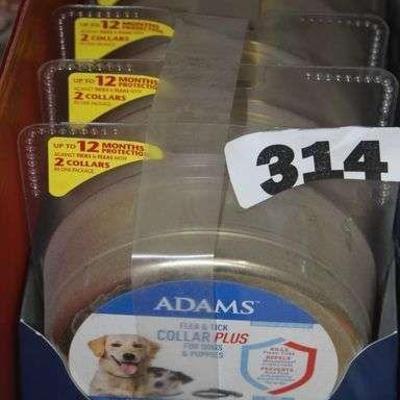 UP TO 12 MONTHS
2 COLLARS
UP TO 12 MONTHS
PROTECTION
AGAINST TICKS & FLEAS WITH
2 COLLARS
IN ONE PACKAGE
UP TO 12 MONTHS
PROTECTION
AGAINST TICKS & FLEAS WITH
2 COLLARS
IN ONE PACKAGE
314
ADAMS
FLEA & TICK
COLLAR PLUS
FOR DOGS
& PUPPIES
KILLS
REPELS
PREVENTS